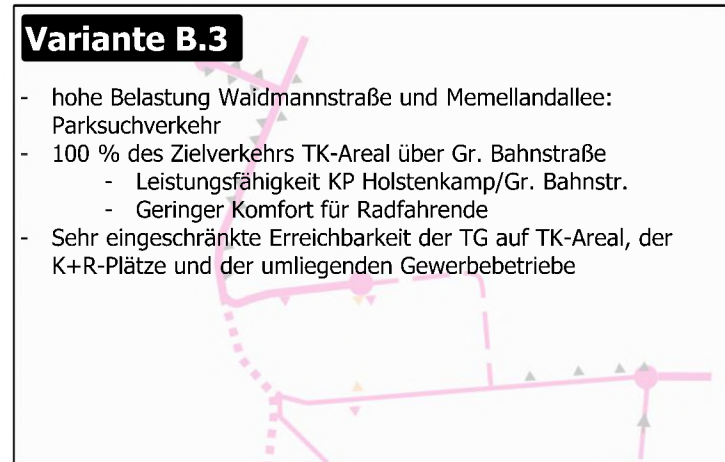 Variante B.3
- hohe Belastung Waidmannstraße und Memellandallee:
Parksuchverkehr
- 100 % des Zielverkehrs TK-Areal über Gr. Bahnstraße
- Leistungsfähigkeit KP Holstenkamp/Gr. Bahnstr.
- Geringer Komfort für Radfahrende
- Sehr eingeschränkte Erreichbarkeit der TG auf TK-Areal, der
K+R-Plätze und der umliegenden Gewerbebetriebe